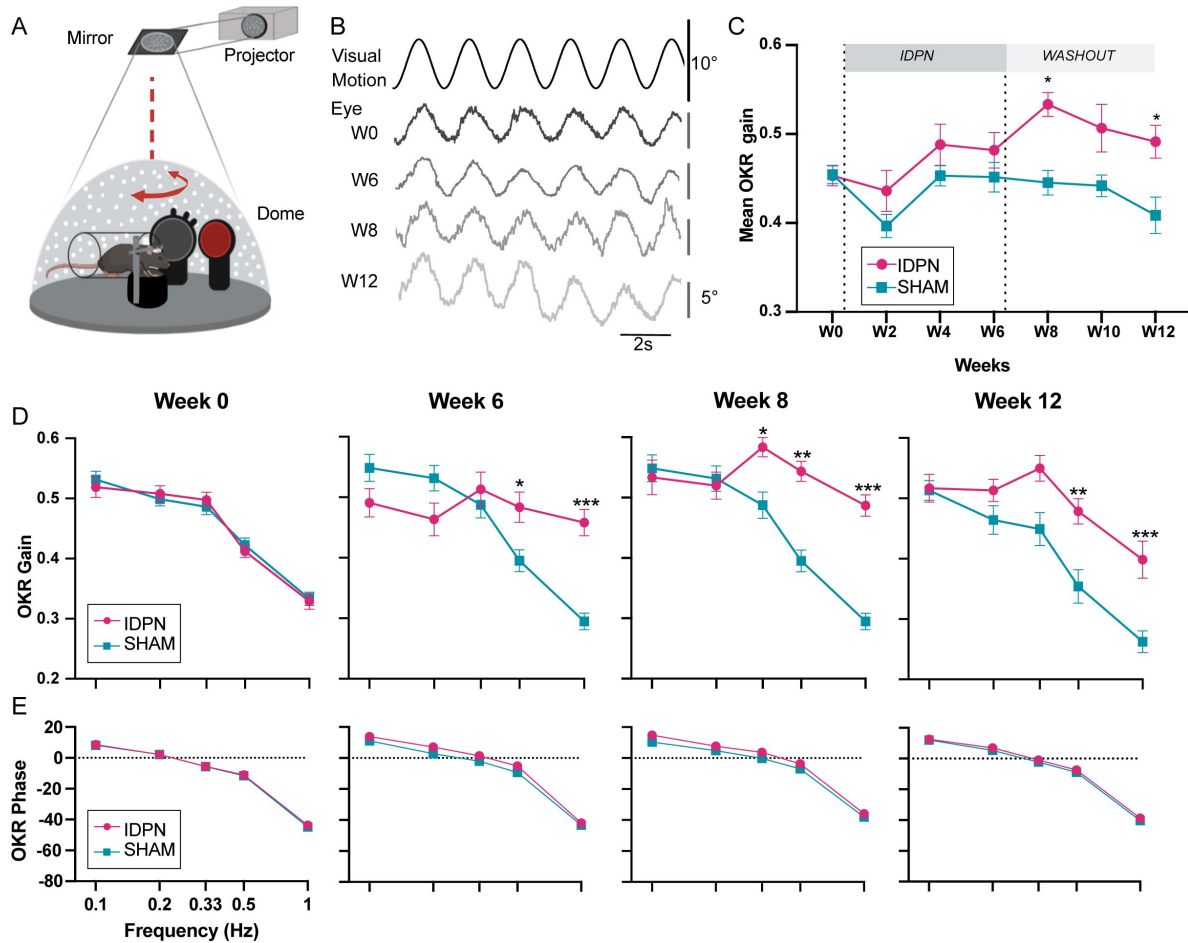 A
Mirror
Projector
Dome
B
Visual
Motion
10°
Eye
W0
W6
W8
W12
5°
2s
C
0.6
0.5
0.4
0.3
Mean OKR gain
IDPN
WASHOUT
*
*
IDPN
SHAM
W0 W2 W4 W6 W8 W10 W12
Weeks
Week 0
Week 6
Week 8
Week 12
D
0.6
0.5
0.4
0.3
0.2
OKR Gain
IDPN
SHAM
* ***
* ** ***
** ***
E
20
0
-20
-40
-60
-80
OKR Phase
IDPN
SHAM
0.1 0.2 0.33 0.5 1
Frequency (Hz)